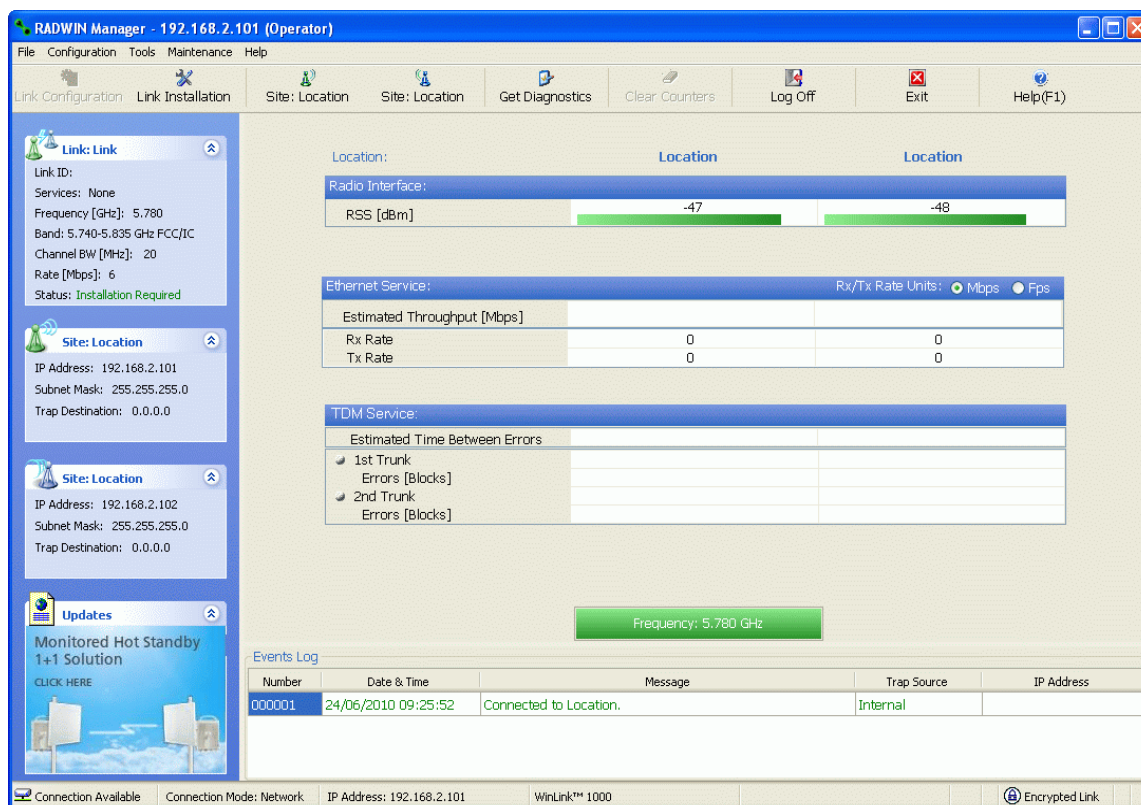 RADWIN Manager - 192.168.2.101 (Operator)
File Configuration Tools Maintenance Help
Link Configuration Link Installation Site: Location Site: Location Get Diagnostics Clear Counters Log Off Exit Help(F1)
Link: Link
Link ID:
Services: None
Frequency [GHz]: 5.780
Band: 5.740-5.835 GHz FCC/IC
Channel BW [MHz]: 20
Rate [Mbps]: 6
Status: Installation Required
Site: Location
IP Address: 192.168.2.101
Subnet Mask: 255.255.255.0
Trap Destination: 0.0.0.0
Site: Location
IP Address: 192.168.2.102
Subnet Mask: 255.255.255.0
Trap Destination: 0.0.0.0
Updates
Monitored Hot Standby
1+1 Solution
CLICK HERE
Location: Location Location
Radio Interface:
RSS [dBm] -47 -48
Ethernet Service: Rx/Tx Rate Units: Mbps Fps
Estimated Throughput [Mbps]
Rx Rate 0 0
Tx Rate 0 0
TDM Service:
Estimated Time Between Errors
1st Trunk
Errors [Blocks]
2nd Trunk
Errors [Blocks]
Frequency: 5.780 GHz
Events Log
Number Date & Time Message Trap Source IP Address
000001 24/06/2010 09:25:52 Connected to Location. Internal
Connection Available Connection Mode: Network IP Address: 192.168.2.101 WinLink™ 1000 Encrypted Link